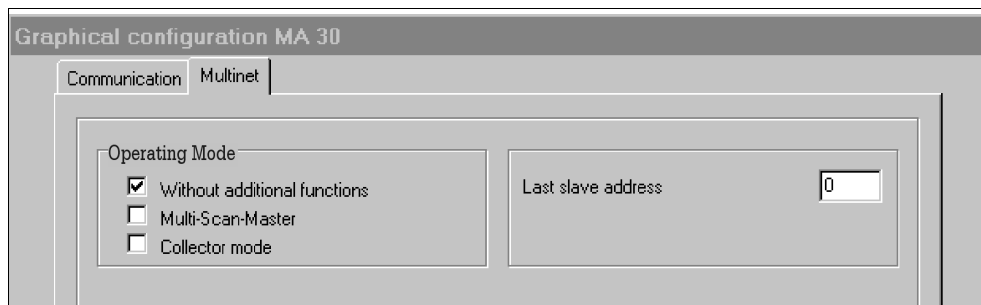 Graphical configuration MA 30
Communication Multinet
Operating Mode
Without additional functions
Multi-Scan-Master
Collector mode
Last slave address 0